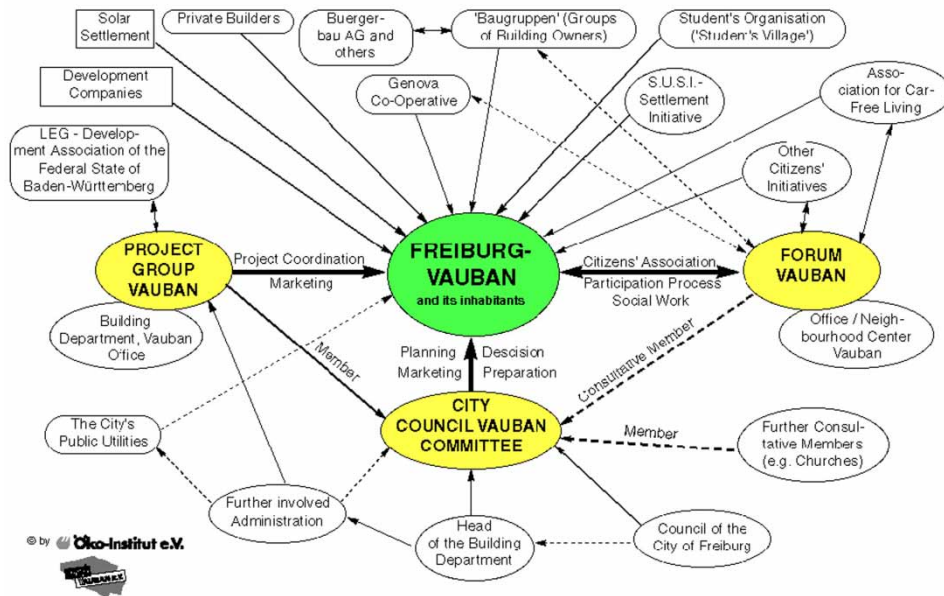 Solar
Settlement
Private Builders
Buerger-
bau AG and
others
'Baugruppen' (Groups
of Building Owners)
Student's Organisation
('Student's Village')
Development
Companies
Genova
Co-Operative
S.U.S.I.-
Settlement
Initiative
Asso-
ciation for Car-
Free Living
LEG - Develop-
ment Association of the
Federal State of
Baden-Württemberg
Other
Citizens'
Initiatives
PROJECT
GROUP
VAUBAN
Project Coordination
Marketing
FREIBURG-
VAUBAN
and its inhabitants
Citizens' Association
Participation Process
Social Work
FORUM
VAUBAN
Building
Department, Vauban
Office
Office / Neigh-
bourhood Center
Vauban
Member
Planning
Marketing
Descision
Preparation
Consultative Member
The City's
Public Utilities
CITY
COUNCIL VAUBAN
COMMITTEE
Member
Further Consul-
tative Members
(e.g. Churches)
Further involved
Administration
Head
of the Building
Department
Council of the
City of Freiburg
© by Öko-Institut e.V.
VAUBAN e.V.